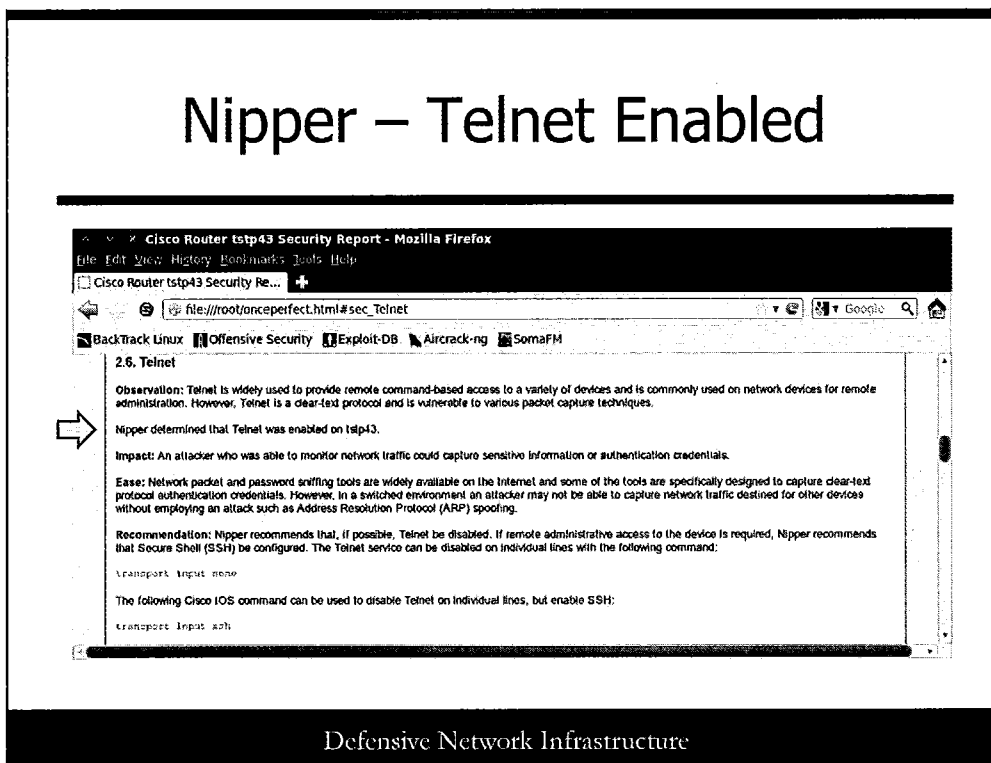 Nipper – Telnet Enabled
Cisco Router tstp43 Security Report - Mozilla Firefox
File Edit View History Bookmarks Tools Help
Cisco Router tstp43 Security Re...
file:///root/onceperfect.html#sec_Telnet
Google
BackTrack Linux Offensive Security Exploit-DB Aircrack-ng SomaFM
2.6. Telnet
Observation: Telnet is widely used to provide remote command-based access to a variety of devices and is commonly used on network devices for remote
administration. However, Telnet is a clear-text protocol and is vulnerable to various packet capture techniques.
Nipper determined that Telnet was enabled on tstp43.
Impact: An attacker who was able to monitor network traffic could capture sensitive information or authentication credentials.
Ease: Network packet and password sniffing tools are widely available on the Internet and some of the tools are specifically designed to capture clear-text
protocol authentication credentials. However, in a switched environment an attacker may not be able to capture network traffic destined for other devices
without employing an attack such as Address Resolution Protocol (ARP) spoofing.
Recommendation: Nipper recommends that, if possible, Telnet be disabled. If remote administrative access to the device is required, Nipper recommends
that Secure Shell (SSH) be configured. The Telnet service can be disabled on individual lines with the following command:
transport input none
The following Cisco IOS command can be used to disable Telnet on individual lines, but enable SSH:
transport input ssh
Defensive Network Infrastructure